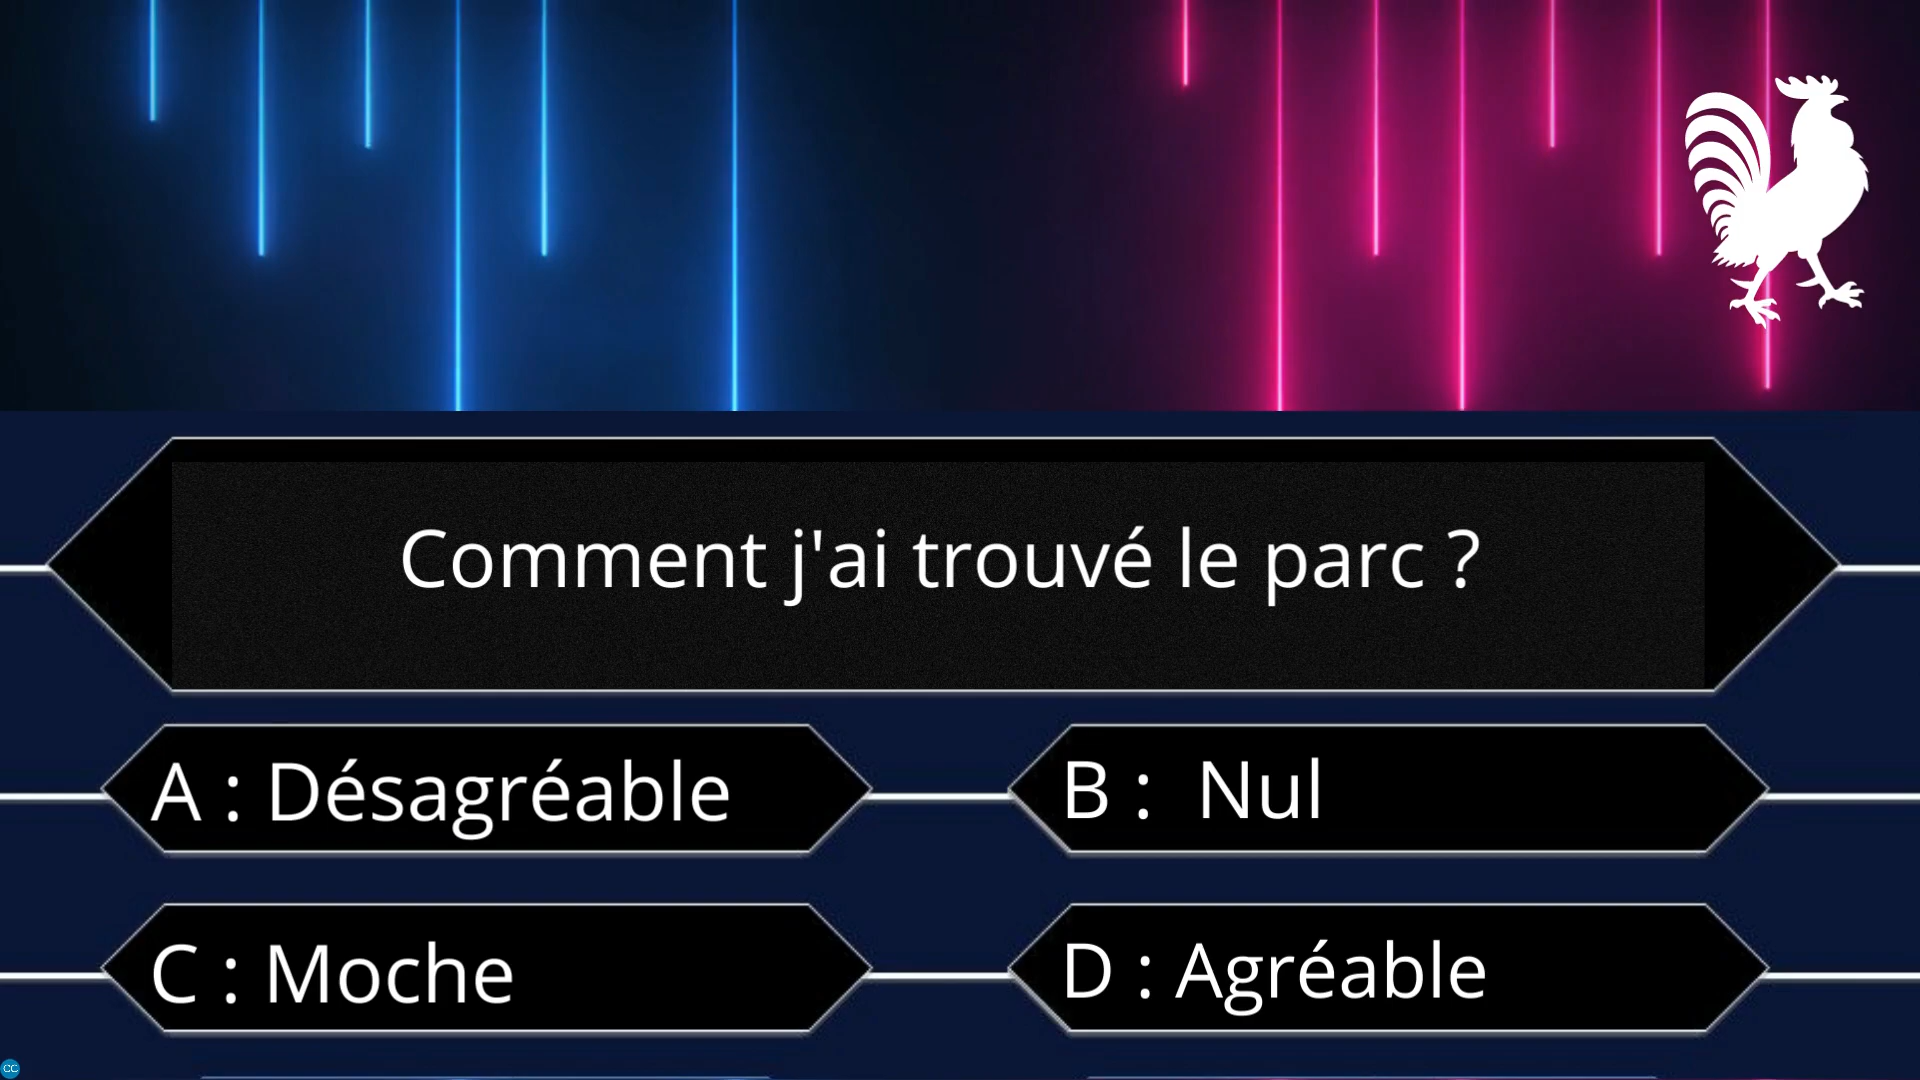 Comment j'ai trouvé le parc ?
A : Désagréable
B : Nul
C : Moche
D : Agréable
CC